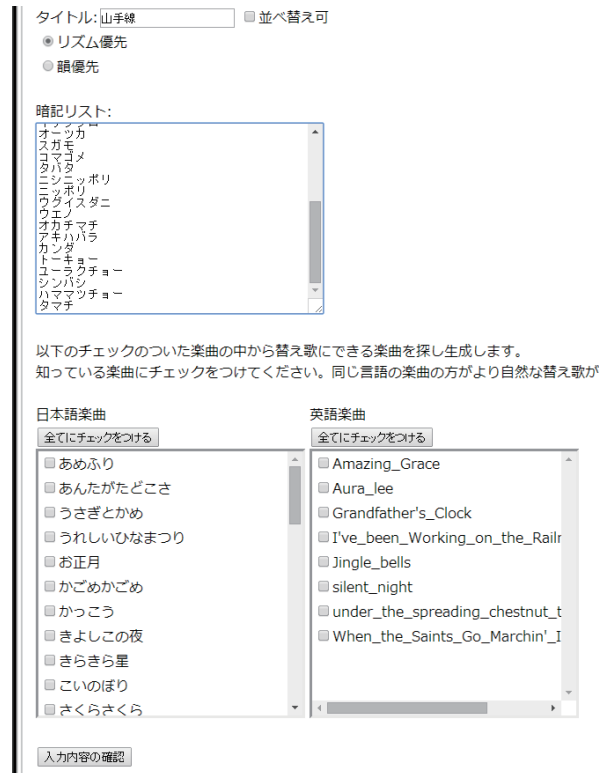 タイトル: 山手線 並べ替え可
リズム優先
韻優先
暗記リスト:
オーツカ
スガモ
コマゴメ
タバタ
ニシニッポリ
ニッポリ
ウグイスダニ
ウエノ
オカチマチ
アキハバラ
カンダ
トーキョー
ユーラクチョー
シンバシ
ハママツチョー
タマチ
以下のチェックのついた楽曲の中から替え歌にできる楽曲を探し生成します。
知っている楽曲にチェックをつけてください。同じ言語の楽曲の方がより自然な替え歌が
日本語楽曲 英語楽曲
全てにチェックをつける 全てにチェックをつける
あめふり Amazing_Grace
あんたがたどこさ Aura_lee
うさぎとかめ Grandfather's_Clock
うれしいひなまつり I've_been_Working_on_the_Railr
お正月 Jingle_bells
かごめかごめ silent_night
かっこう under_the_spreading_chestnut_t
きよしこの夜 When_the_Saints_Go_Marchin'_I
きらきら星
こいのぼり
さくらさくら
入力内容の確認